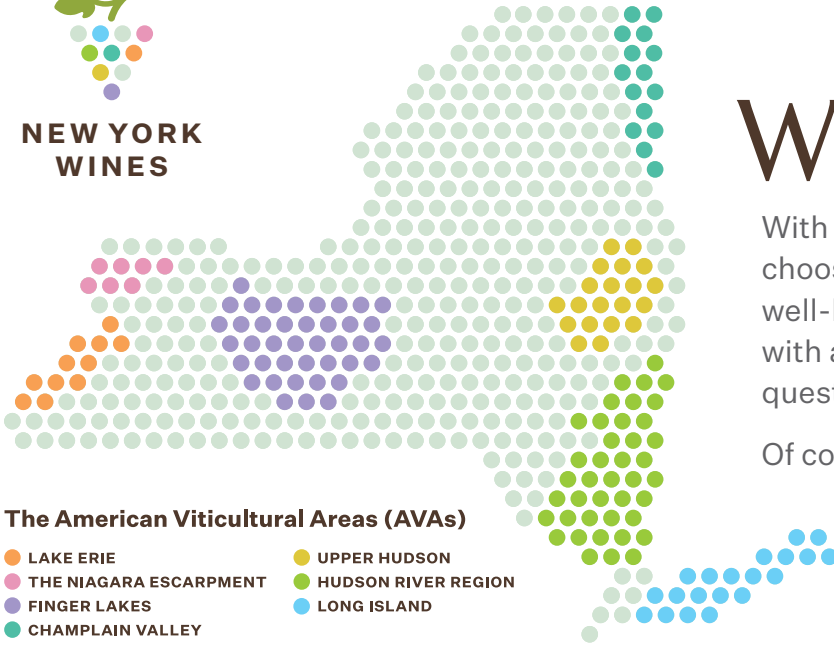 NEW YORK
WINES
W
With
choos
well-
with a
quest
Of co
The American Viticultural Areas (AVAs)
LAKE ERIE
THE NIAGARA ESCARPMENT
FINGER LAKES
CHAMPLAIN VALLEY
UPPER HUDSON
HUDSON RIVER REGION
LONG ISLAND